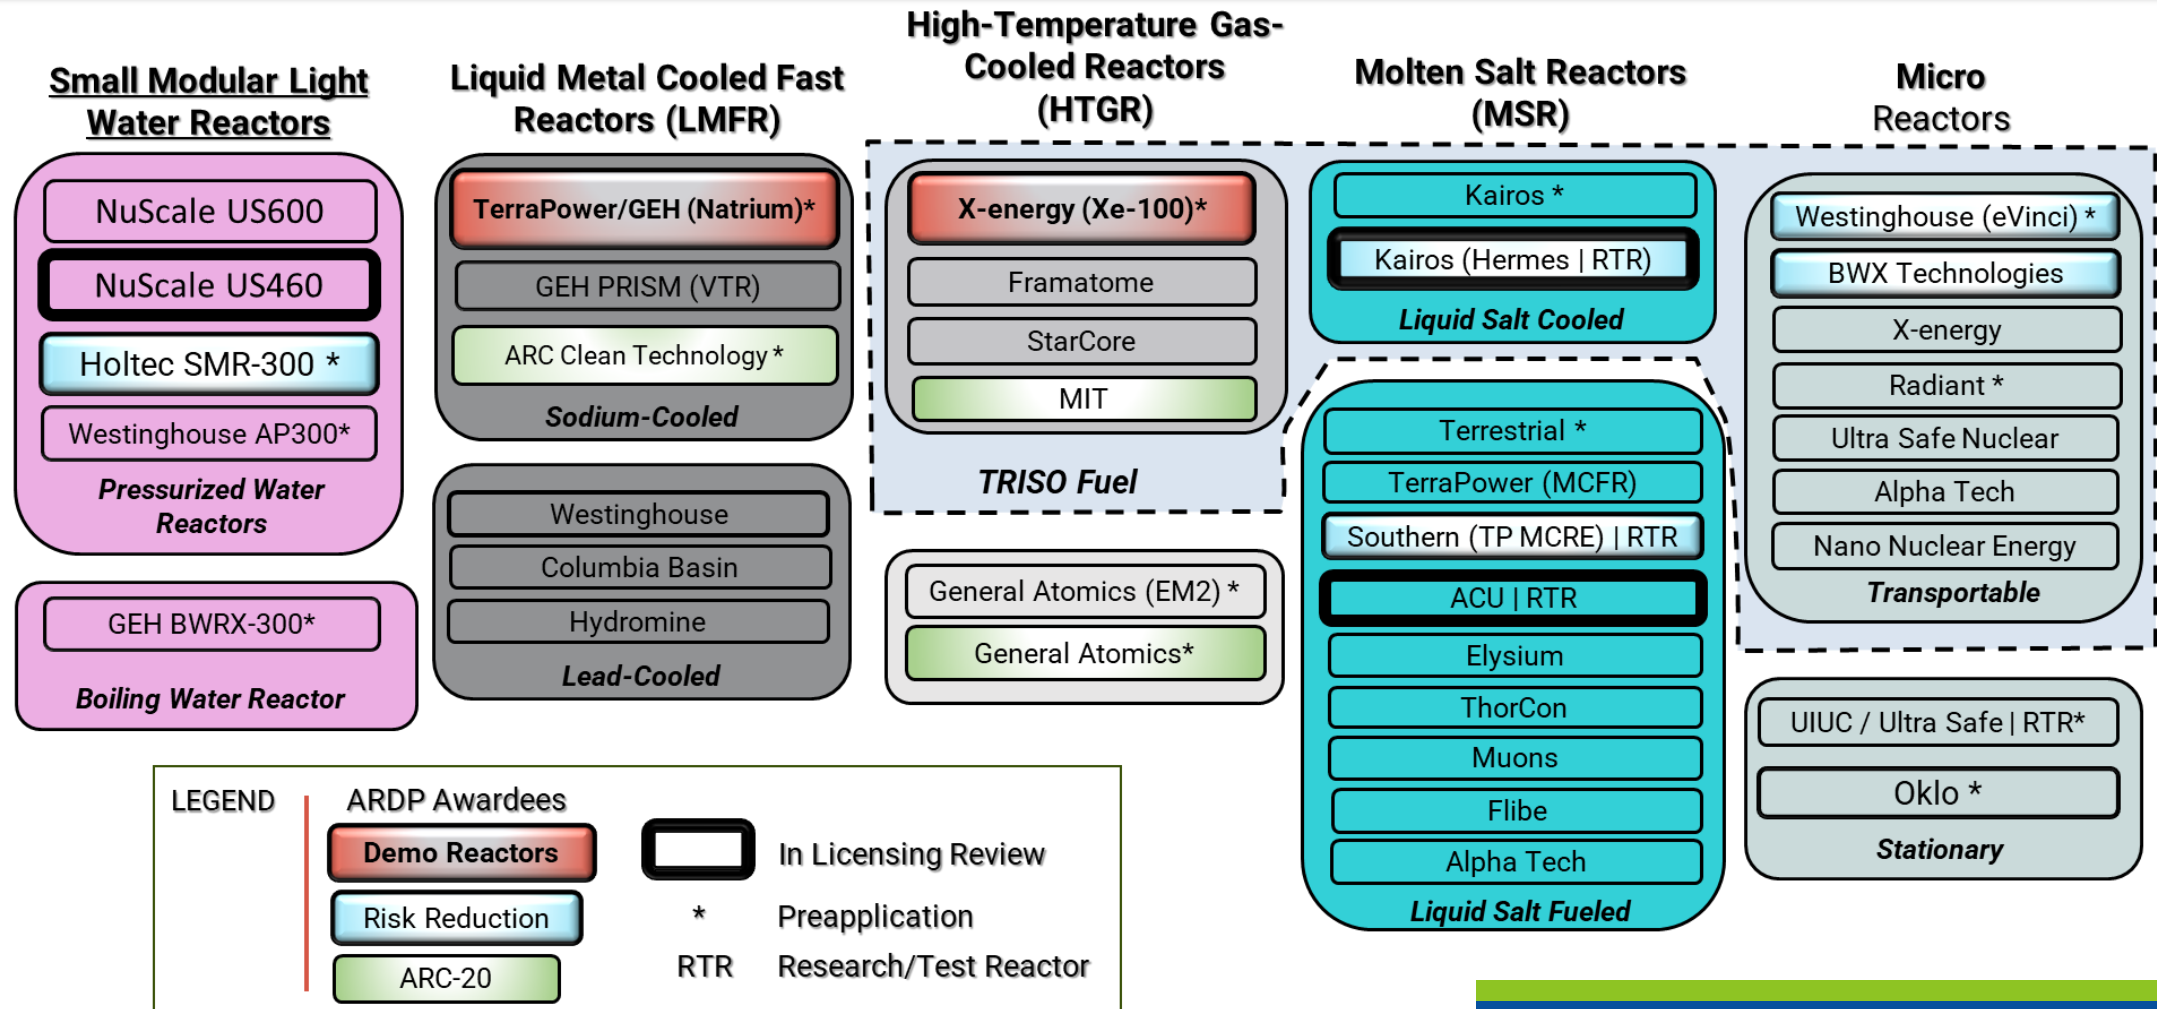 Small Modular Light
Water Reactors
NuScale US600
NuScale US460
Holtec SMR-300 *
Westinghouse AP300*
Pressurized Water
Reactors
GEH BWRX-300*
Boiling Water Reactor
Liquid Metal Cooled Fast
Reactors (LMFR)
TerraPower/GEH (Natrium)*
GEH PRISM (VTR)
ARC Clean Technology *
Sodium-Cooled
Westinghouse
Columbia Basin
Hydromine
Lead-Cooled
High-Temperature Gas-
Cooled Reactors
(HTGR)
X-energy (Xe-100)*
Framatome
StarCore
MIT
TRISO Fuel
General Atomics (EM2) *
General Atomics*
Molten Salt Reactors
(MSR)
Kairos *
Kairos (Hermes | RTR)
Liquid Salt Cooled
Terrestrial *
TerraPower (MCFR)
Southern (TP MCRE) | RTR
ACU | RTR
Elysium
ThorCon
Muons
Flibe
Alpha Tech
Liquid Salt Fueled
Micro
Reactors
Westinghouse (eVinci) *
BWX Technologies
X-energy
Radiant *
Ultra Safe Nuclear
Alpha Tech
Nano Nuclear Energy
Transportable
UIUC / Ultra Safe | RTR*
Oklo *
Stationary
LEGEND
ARDP Awardees
Demo Reactors
Risk Reduction
ARC-20
In Licensing Review
* Preapplication
RTR Research/Test Reactor